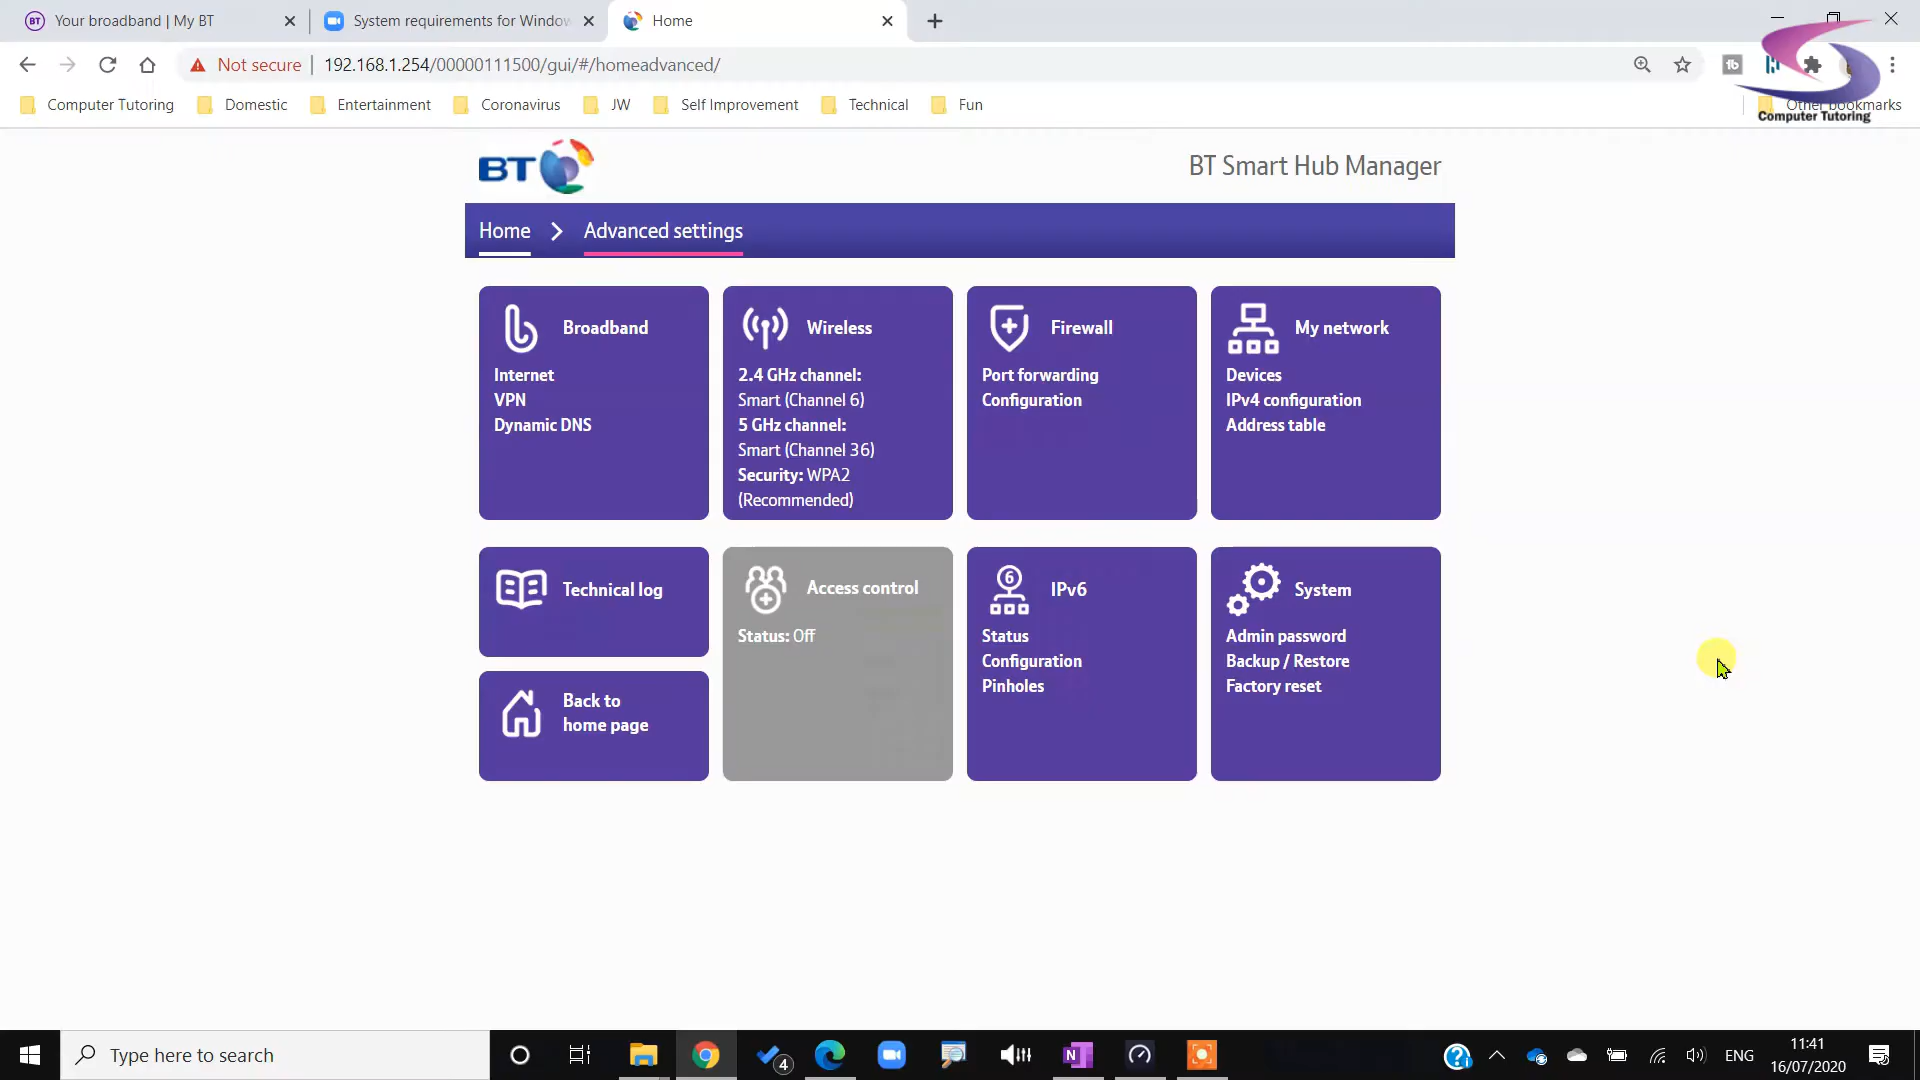 BT Your broadband | My BT
System requirements for Window
Home
Not secure 192.168.1.254/00000111500/gui/#/homeadvanced/
Computer Tutoring
Domestic
Entertainment
Coronavirus
JW
Self Improvement
Technical
Fun
Other bookmarks
Computer Tutoring
BT
BT Smart Hub Manager
Home
Advanced settings
Broadband
Internet
VPN
Dynamic DNS
Wireless
2.4 GHz channel:
Smart (Channel 6)
5 GHz channel:
Smart (Channel 36)
Security: WPA2
(Recommended)
Firewall
Port forwarding
Configuration
My network
Devices
IPv4 configuration
Address table
Technical log
Access control
Status: Off
6
IPv6
Status
Configuration
Pinholes
System
Admin password
Backup / Restore
Factory reset
Back to
home page
Type here to search
4
N
ENG
11:41
16/07/2020